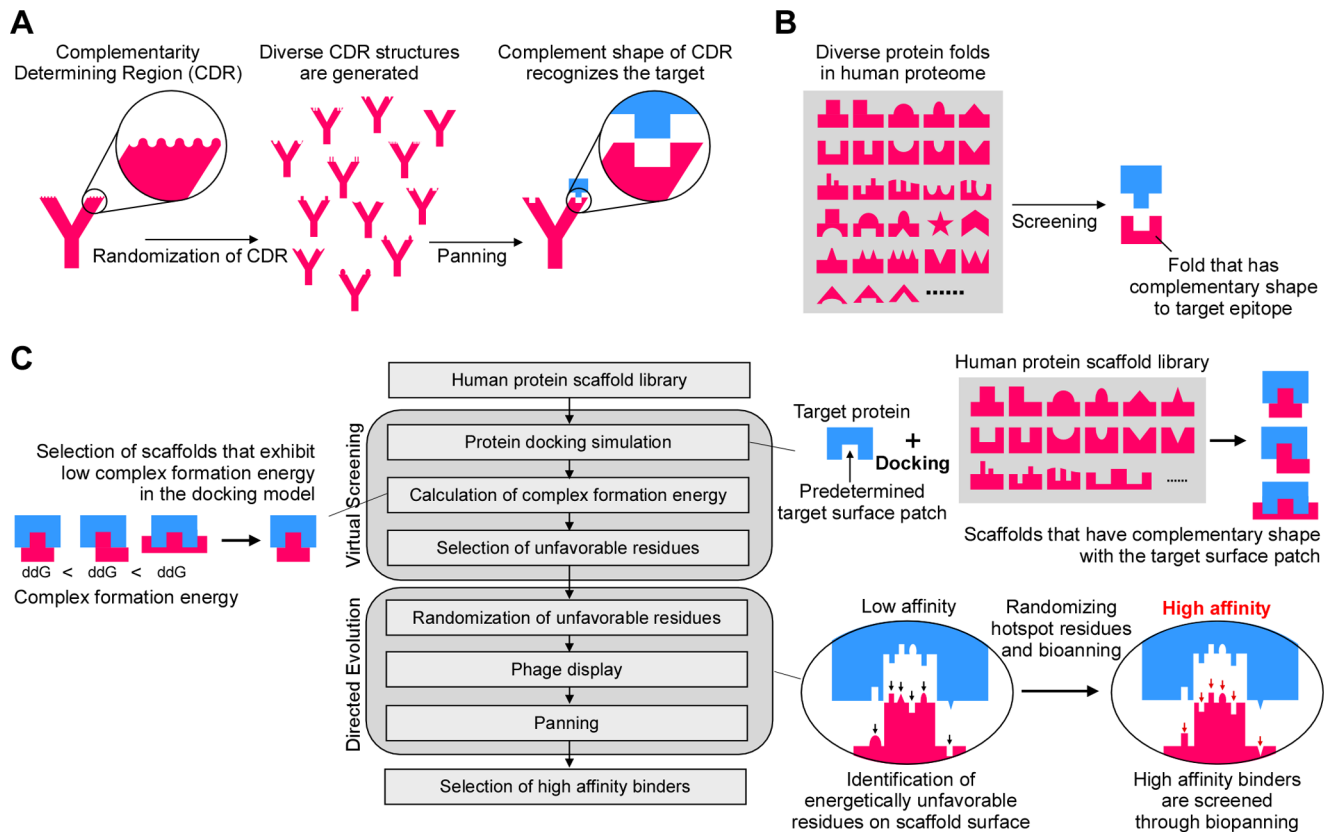 A
Complementarity
Determining Region (CDR)
Diverse CDR structures
are generated
Complement shape of CDR
recognizes the target
Randomization of CDR
Panning
B
Diverse protein folds
in human proteome
......
Screening
Fold that has
complementary shape
to target epitope
C
Selection of scaffolds that exhibit
low complex formation energy
in the docking model
ddG < ddG < ddG
Complex formation energy
Human protein scaffold library
Virtual Screening
Protein docking simulation
Calculation of complex formation energy
Selection of unfavorable residues
Directed Evolution
Randomization of unfavorable residues
Phage display
Panning
Selection of high affinity binders
Target protein
+
Docking
Predetermined
target surface patch
Human protein scaffold library
......
Scaffolds that have complementary shape
with the target surface patch
Low affinity
Identification of
energetically unfavorable
residues on scaffold surface
Randomizing
hotspot residues
and bioanning
High affinity
High affinity binders
are screened
through biopanning